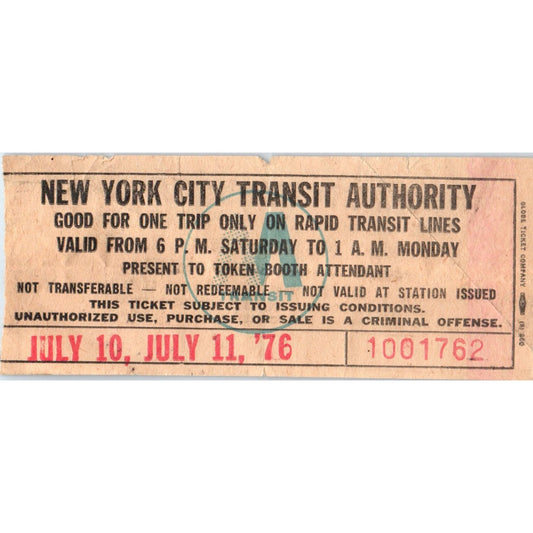 NEW YORK CITY TRANSIT AUTHORITY
GOOD FOR ONE TRIP ONLY ON RAPID TRANSIT LINES
VALID FROM 6 P.M. SATURDAY TO 1 A.M. MONDAY
PRESENT TO TOKEN BOOTH ATTENDANT
NOT TRANSFERABLE — NOT REDEEMABLE — NOT VALID AT STATION ISSUED
THIS TICKET SUBJECT TO ISSUING CONDITIONS.
UNAUTHORIZED USE, PURCHASE, OR SALE IS A CRIMINAL OFFENSE.
JULY 10, JULY 11, '76
1001762
A
TRANSIT
GLOBE TICKET COMPANY